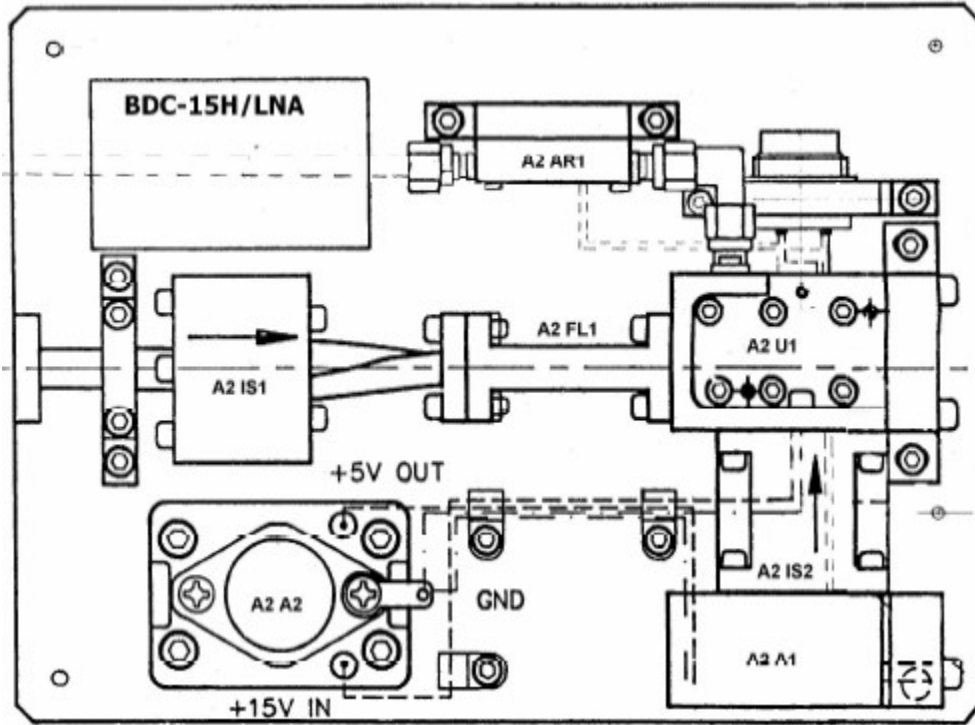 BDC-15H/LNA
A2 AR1
A2 FL1
A2 U1
A2 IS1
+5V OUT
A2 IS2
A2 A2
GND
A2 A1
+15V IN